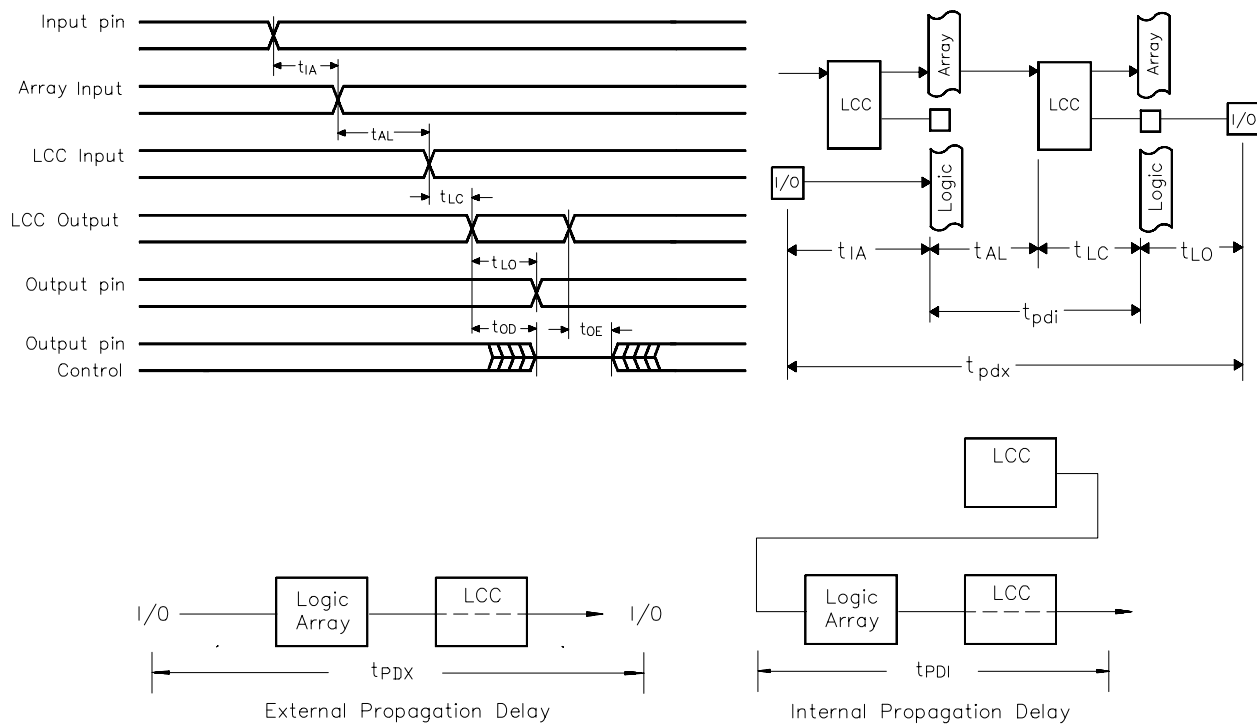 Input pin
tIA
Array Input
tAL
LCC Input
tLC
LCC Output
tLO
Output pin
tOD
tOE
Output pin
Control
LCC
Array
LCC
Array
I/O
I/O
Logic
Logic
tIA
tAL
tLC
tLO
tpdi
tpdx
I/O
Logic
Array
LCC
I/O
tPDX
External Propagation Delay
LCC
Logic
Array
LCC
tPDI
Internal Propagation Delay